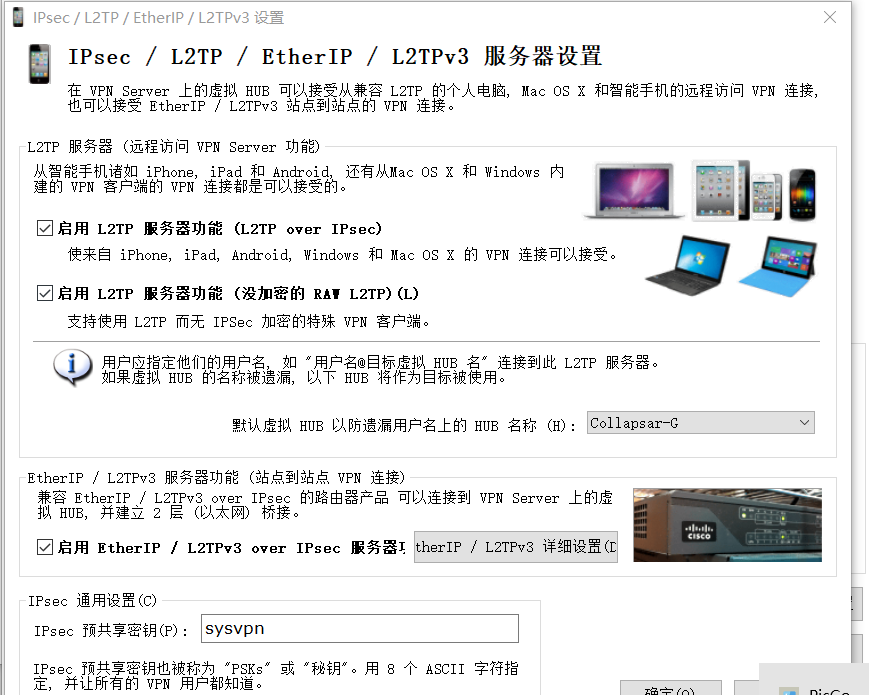 IPsec / L2TP / EtherIP / L2TPv3 设置
IPsec / L2TP / EtherIP / L2TPv3 服务器设置
在 VPN Server 上的虚拟 HUB 可以接受从兼容 L2TP 的个人电脑, Mac OS X 和智能手机的远程访问 VPN 连接,
也可以接受 EtherIP / L2TPv3 站点到站点的 VPN 连接。
L2TP 服务器 (远程访问 VPN Server 功能)
从智能手机诸如 iPhone, iPad 和 Android, 还有从Mac OS X 和 Windows 内
建的 VPN 客户端的 VPN 连接都是可以接受的。
启用 L2TP 服务器功能 (L2TP over IPsec)
使来自 iPhone, iPad, Android, Windows 和 Mac OS X 的 VPN 连接可以接受。
启用 L2TP 服务器功能 (没加密的 RAW L2TP)(L)
支持使用 L2TP 而无 IPSec 加密的特殊 VPN 客户端。
用户应指定他们的用户名, 如 "用户名@目标虚拟 HUB 名" 连接到此 L2TP 服务器。
如果虚拟 HUB 的名称被遗漏, 以下 HUB 将作为目标被使用。
默认虚拟 HUB 以防遗漏用户名上的 HUB 名称 (H): Collapsar-G
EtherIP / L2TPv3 服务器功能 (站点到站点 VPN 连接)
兼容 EtherIP / L2TPv3 over IPsec 的路由器产品 可以连接到 VPN Server 上的虚
拟 HUB, 并建立 2 层 (以太网) 桥接。
CISCO
启用 EtherIP / L2TPv3 over IPsec 服务器 therIP / L2TPv3 详细设置(D
IPsec 通用设置(C)
IPsec 预共享密钥(P): sysvpn
IPsec 预共享密钥也被称为 "PSKs" 或 "秘钥"。用 8 个 ASCII 字符指
定, 并让所有的 VPN 用户都知道。
确定(O)
PicGo